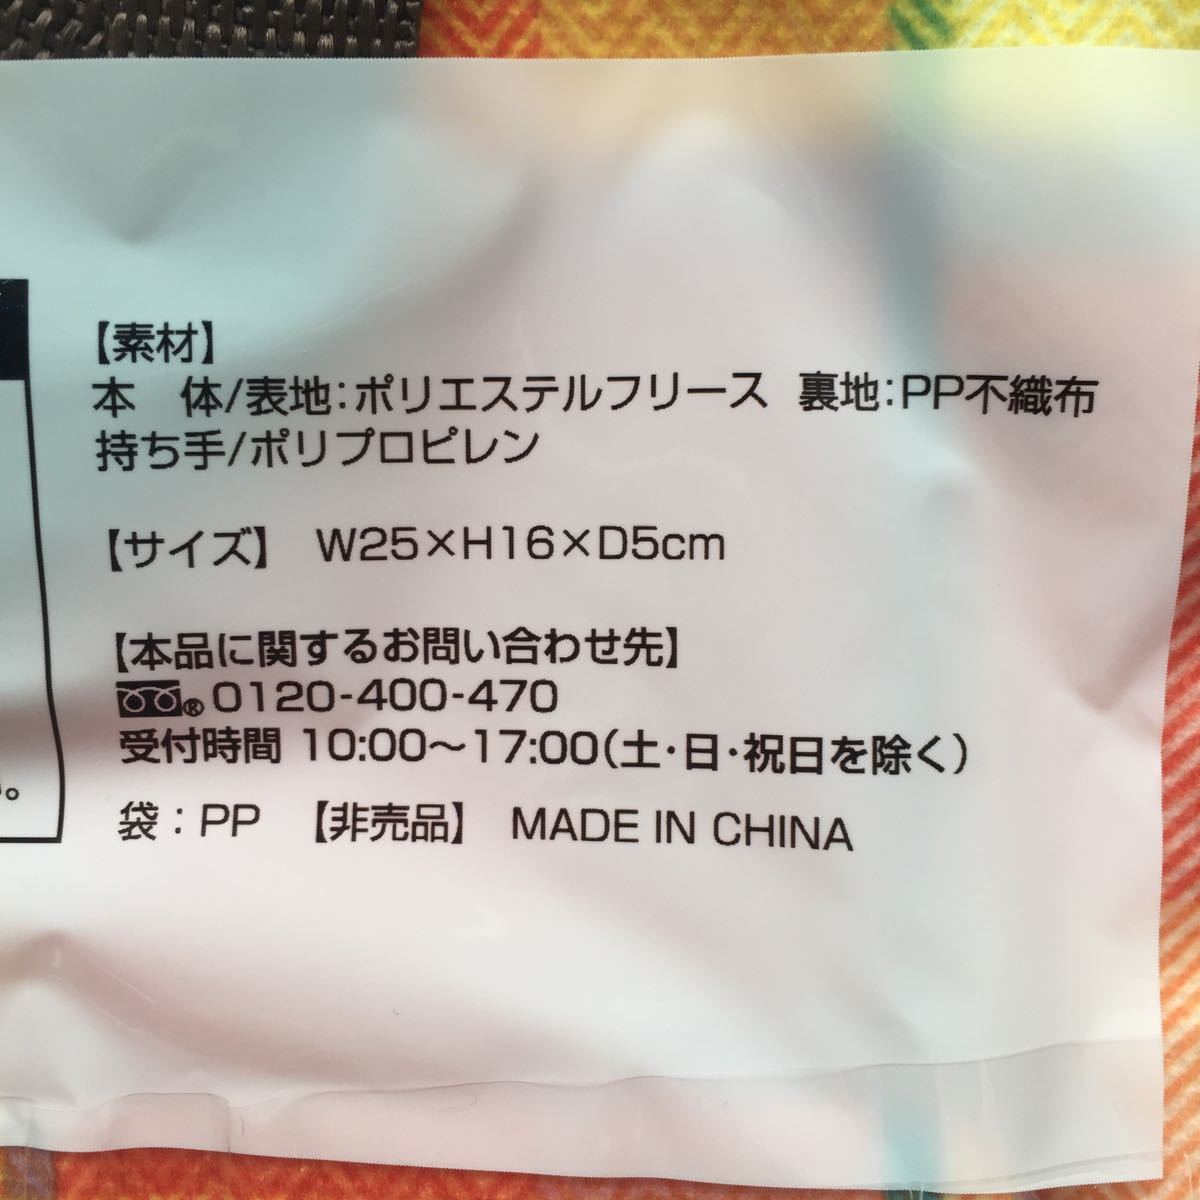 【素材】
本　体/表地:ポリエステルフリース 裏地:PP不織布
持ち手/ポリプロピレン
【サイズ】 W25×H16×D5cm
【本品に関するお問い合わせ先】
®0120-400-470
受付時間 10:00〜17:00(土・日・祝日を除く)
袋:PP 【非売品】 MADE IN CHINA